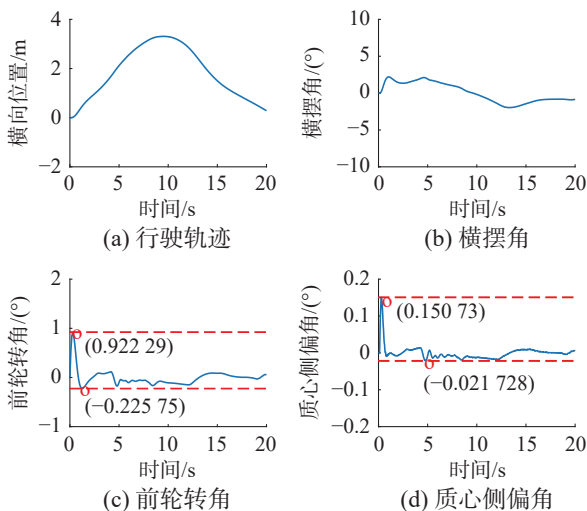 4
2
0
−2
横向位置/m
0 5 10 15 20
时间/s
(a) 行驶轨迹
10
5
0
−5
−10
横摆角/(°)
0 5 10 15 20
时间/s
(b) 横摆角
2
1
0
−1
前轮转角/(°)
(0.922 29)
(−0.225 75)
0 5 10 15 20
时间/s
(c) 前轮转角
0.2
0.1
0
−0.1
−0.2
质心侧偏角/(°)
(0.150 73)
(−0.021 728)
0 5 10 15 20
时间/s
(d) 质心侧偏角